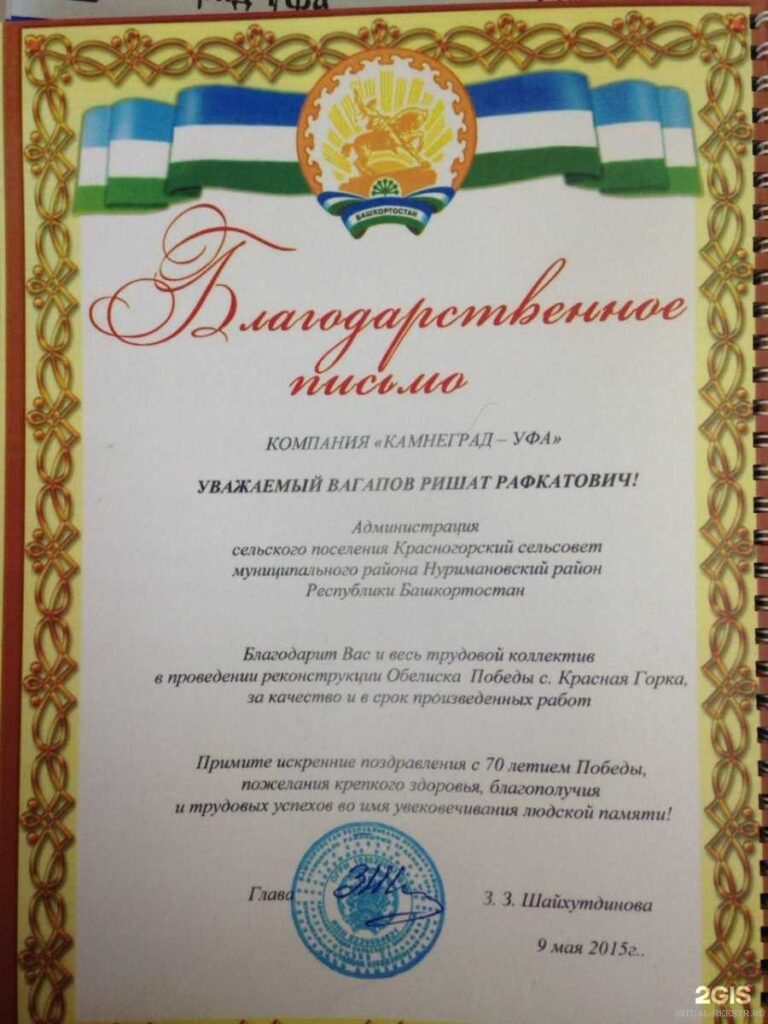 БАШКОРТОСТАН
Благодарственное
письмо
КОМПАНИЯ «КАМНЕГРАД – УФА»
УВАЖАЕМЫЙ ВАГАПОВ РИШАТ РАФКАТОВИЧ!
Администрация
сельского поселения Красногорский сельсовет
муниципального района Нуримановский район
Республики Башкортостан
Благодарит Вас и весь трудовой коллектив
в проведении реконструкции Обелиска Победы с. Красная Горка,
за качество и в срок произведенных работ
Примите искренние поздравления с 70 летием Победы,
пожелания крепкого здоровья, благополучия
и трудовых успехов во имя увековечивания людской памяти!
Глава З. З. Шайхутдинова
9 мая 2015г..
2GIS
RITUAL-REESTR.RU